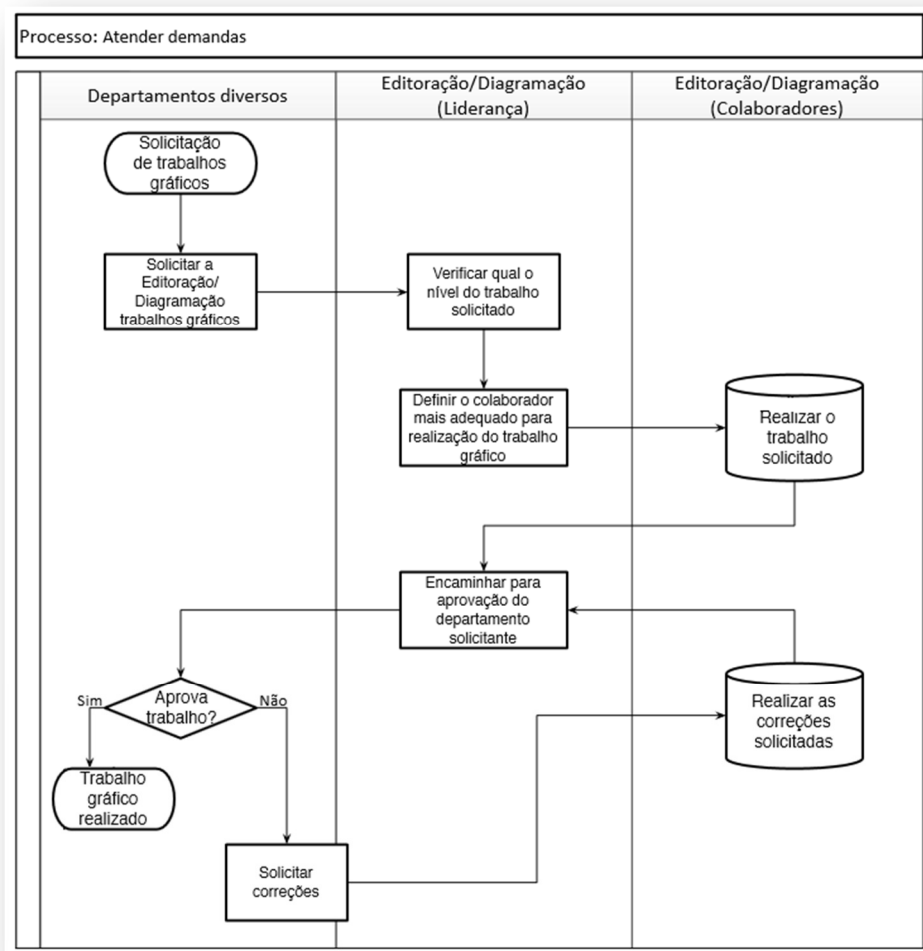 Processo: Atender demandas
Departamentos diversos
Editoração/Diagramação
(Liderança)
Editoração/Diagramação
(Colaboradores)
Solicitação
de trabalhos
gráficos
Solicitar a
Editoração/
Diagramação
trabalhos gráficos
Verificar qual o
nível do trabalho
solicitado
Definir o colaborador
mais adequado para
realização do trabalho
gráfico
Realizar o
trabalho
solicitado
Encaminhar para
aprovação do
departamento
solicitante
Sim
Aprova
trabalho?
Não
Realizar as
correções
solicitadas
Trabalho
gráfico
realizado
Solicitar
correções